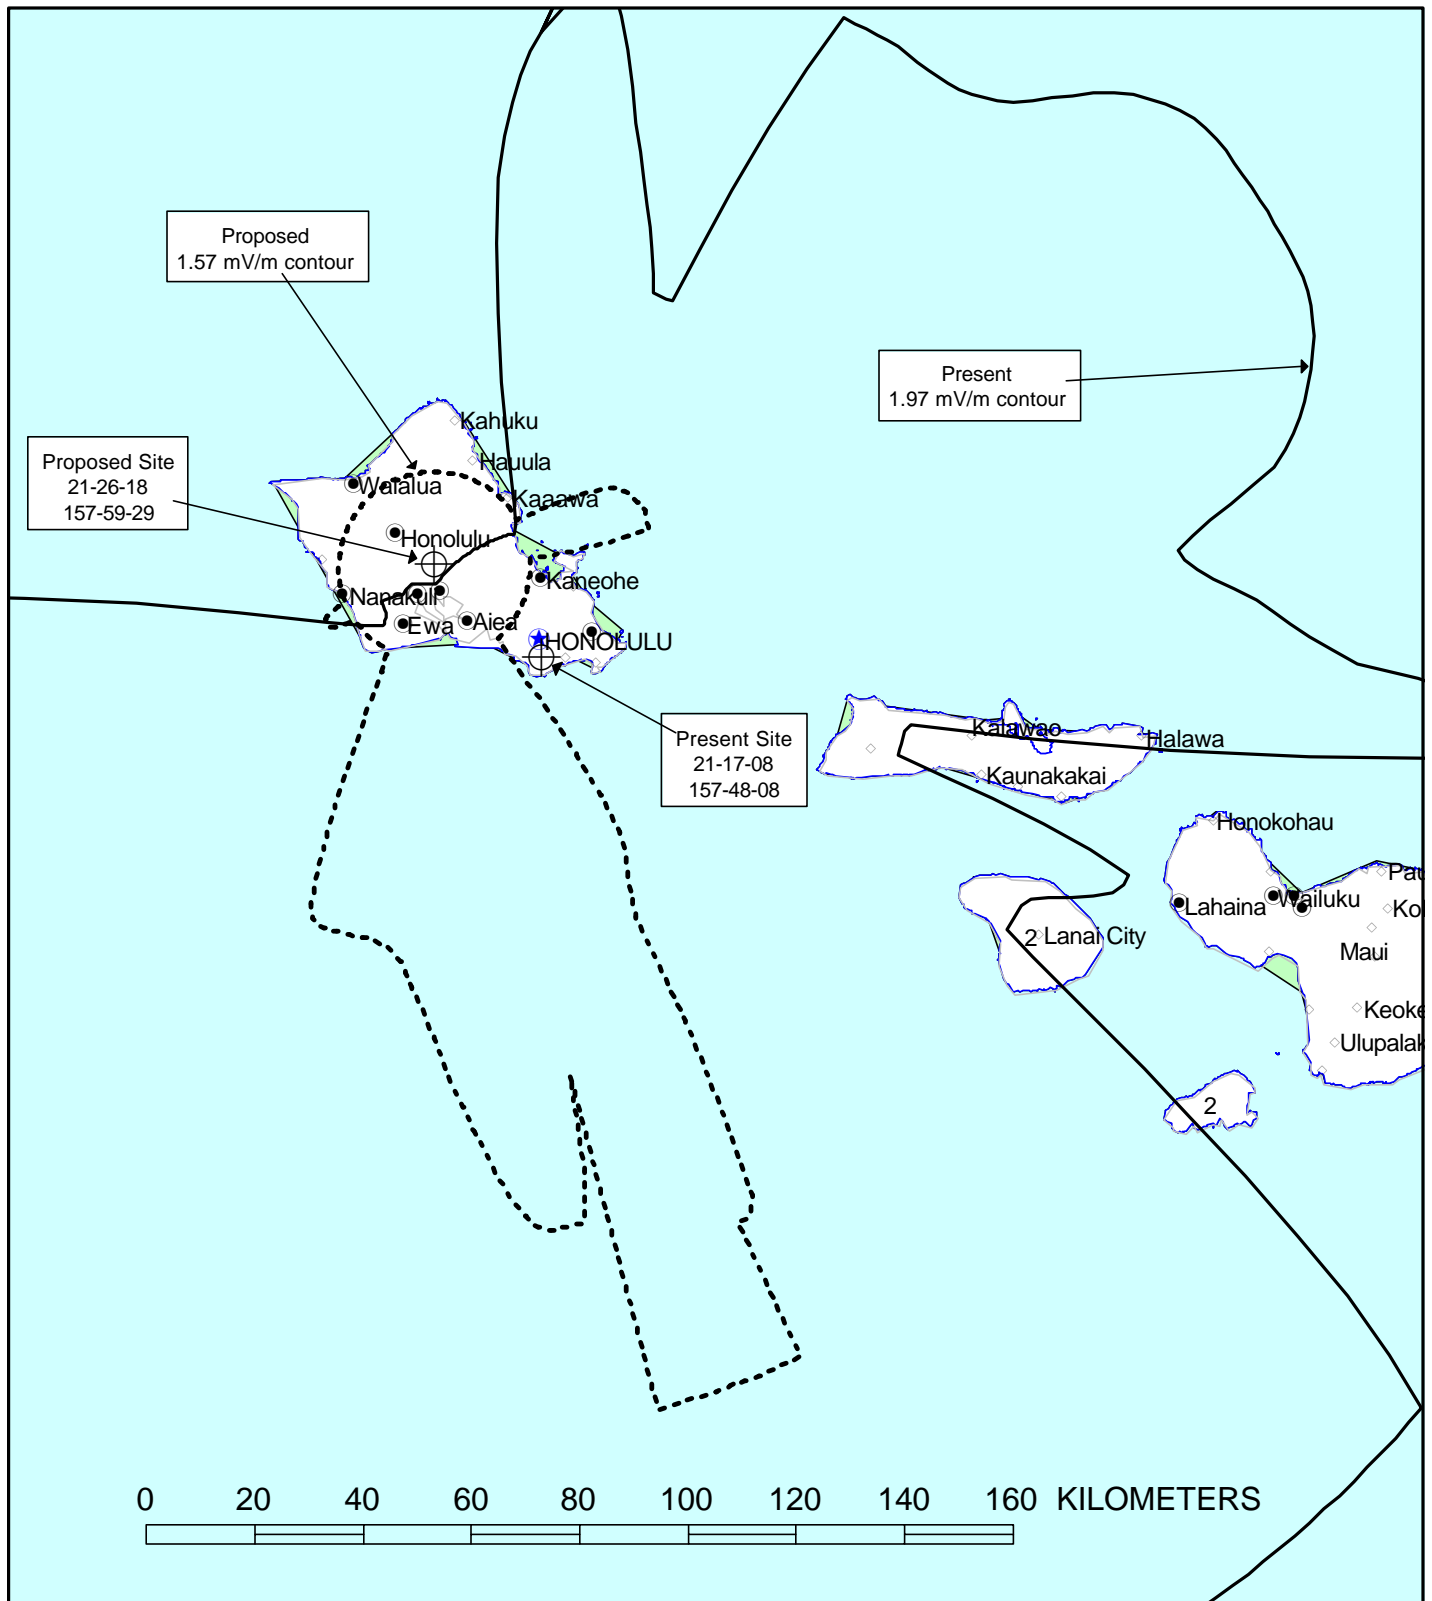 Proposed
1.57 mV/m contour
Present
1.97 mV/m contour
Proposed Site
21-26-18
157-59-29
Kahuku
Hauula
Waialua
Kaaawa
Honolulu
Kaneohe
Nanakuli
Ewa
Aiea
HONOLULU
Present Site
21-17-08
157-48-08
Kalawao
Halawa
Kaunakakai
Honokohau
Lahaina
Wailuku
2
Lanai City
Maui
2
0 20 40 60 80 100 120 140 160 KILOMETERS